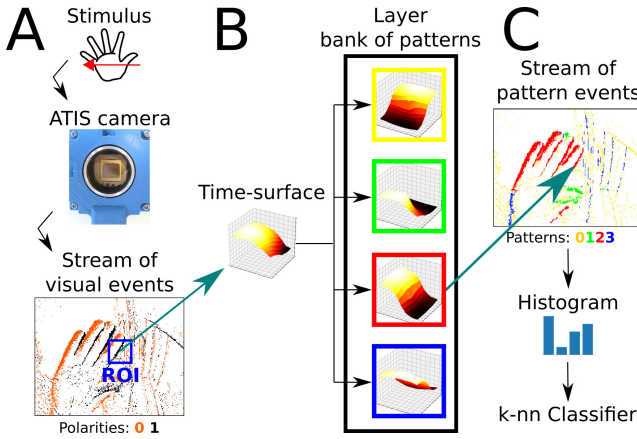 A
Stimulus
ATIS camera
Stream of
visual events
ROI
Polarities: 0 1
B
Time-surface
Layer
bank of patterns
C
Stream of
pattern events
Patterns: 0123
Histogram
k-nn Classifier